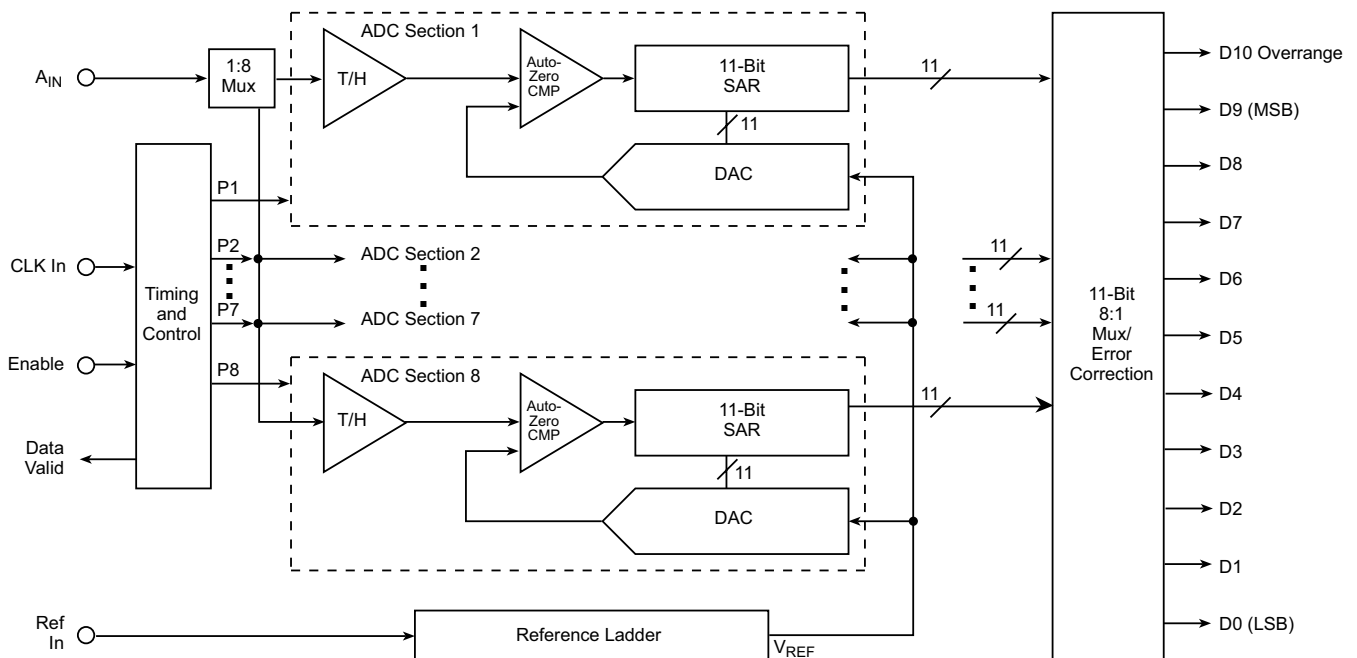 ADC Section 1
A_IN
1:8
Mux
T/H
Auto-
Zero
CMP
11-Bit
SAR
11
11
DAC
P1
P2
CLK In
Timing
and
Control
ADC Section 2
P7
ADC Section 7
11
11
Enable
P8
ADC Section 8
T/H
Auto-
Zero
CMP
11-Bit
SAR
11
11
DAC
Data
Valid
Ref
In
Reference Ladder
V_REF
11-Bit
8:1
Mux/
Error
Correction
D10 Overrange
D9 (MSB)
D8
D7
D6
D5
D4
D3
D2
D1
D0 (LSB)